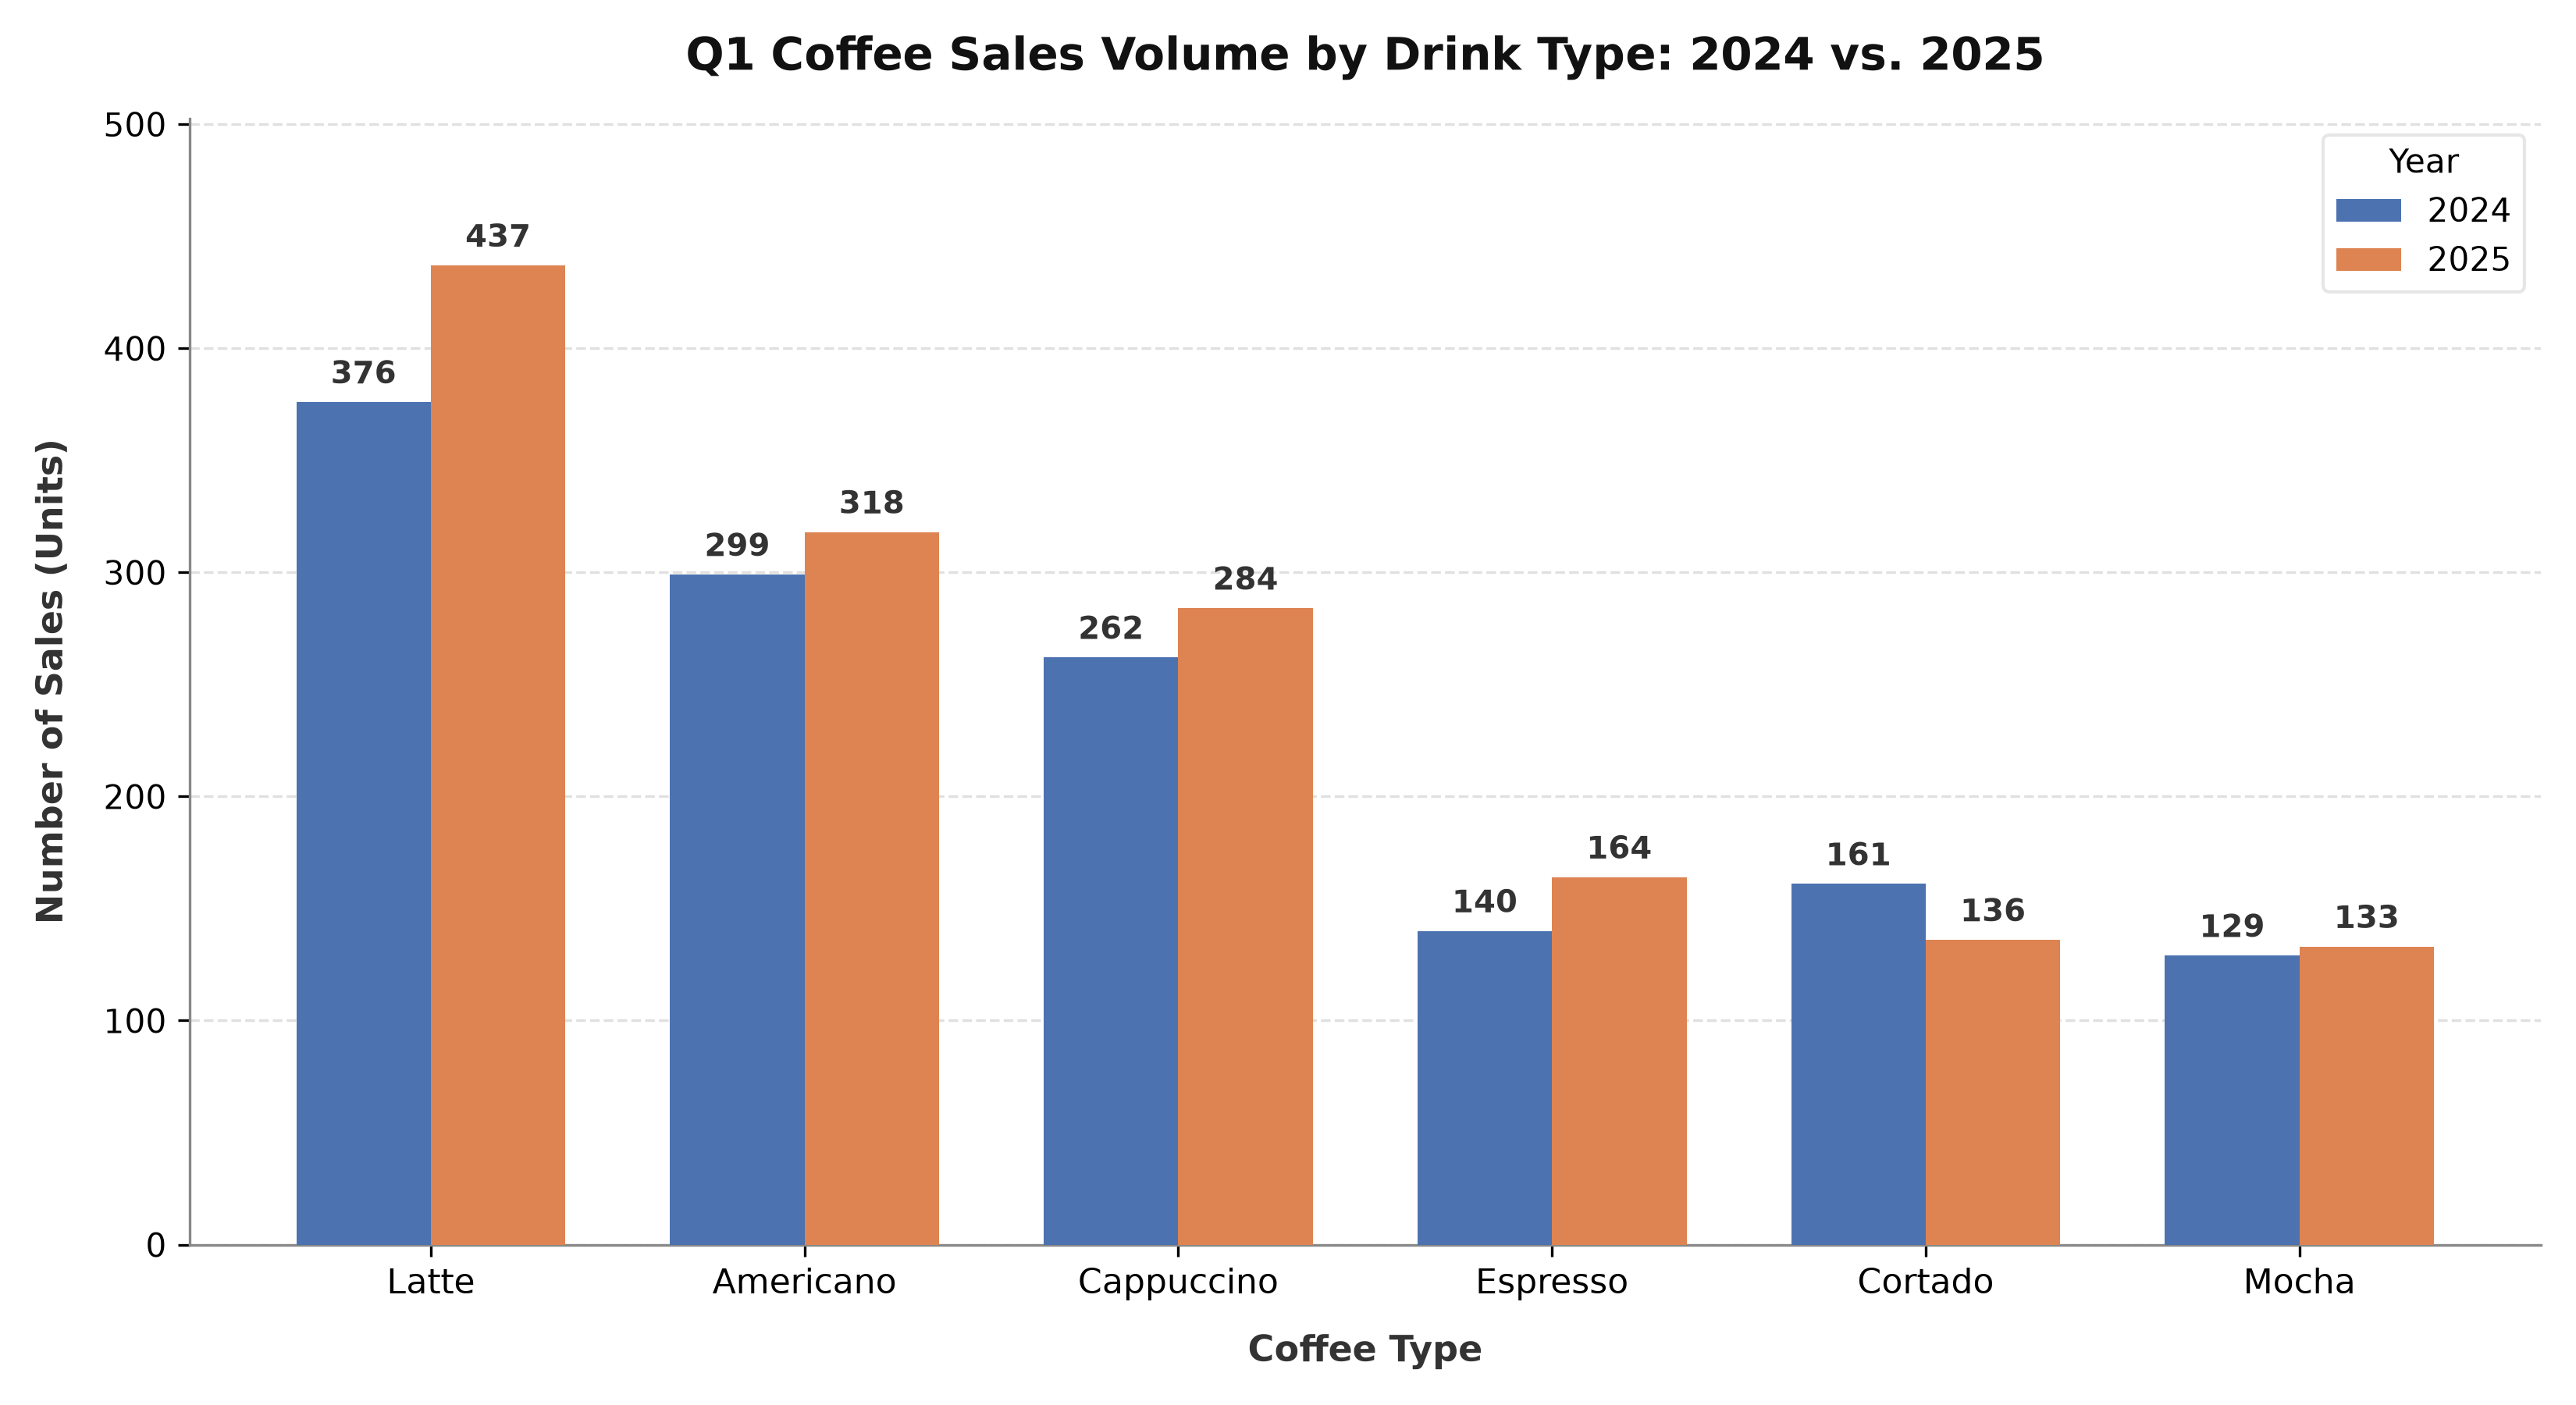 Q1 Coffee Sales Volume by Drink Type: 2024 vs. 2025
Number of Sales (Units)
500
400
300
200
100
0
Year
2024
2025
376
437
299
318
262
284
140
164
161
136
129
133
Latte
Americano
Cappuccino
Espresso
Cortado
Mocha
Coffee Type